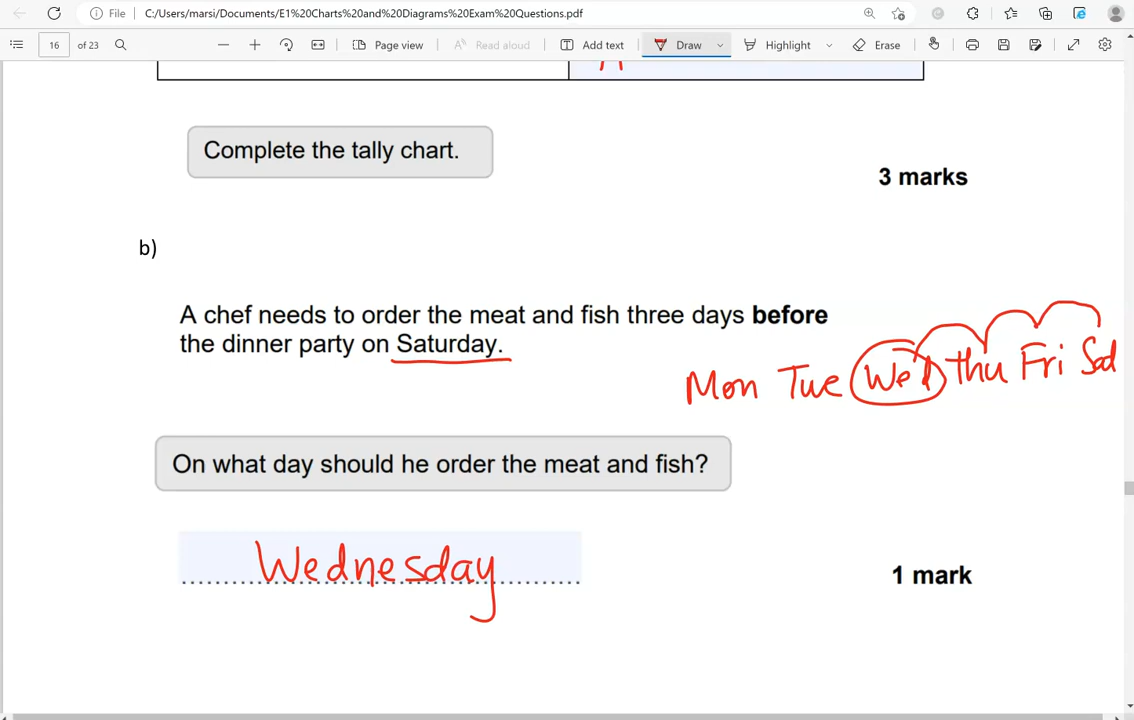 File
C:/Users/marsi/Documents/E1%20Charts%20and%20Diagrams%20Exam%20Questions.pdf
16 of 23
Page view
Read aloud
Add text
Draw
Highlight
Erase
Complete the tally chart.
3 marks
b)
A chef needs to order the meat and fish three days before
the dinner party on Saturday.
Mon Tue Wed thu Fri Sat
On what day should he order the meat and fish?
Wednesday
1 mark